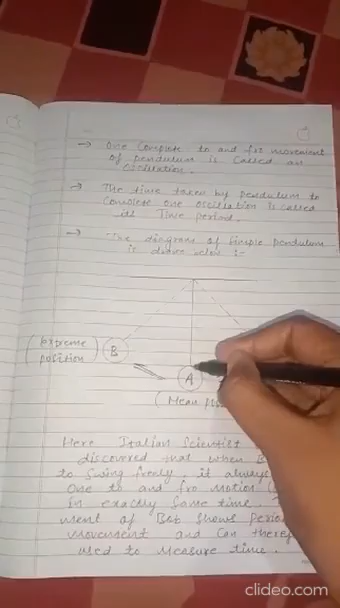 → One Complete to and fro movement
of pendulum is called an
Oscillation.
→ The time taken by pendulum to
Complete one oscillation is called
its Time period.
→ The diagram of Simple pendulum
is below :-
(extreme
position)
B
A
(Mean
Here Italian Scientist
discovered that when
to Swing freely, it always
One to and fro motion
In exactly Same time
ment of Bob shows
movement and Can
used to measure time.
clideo.com